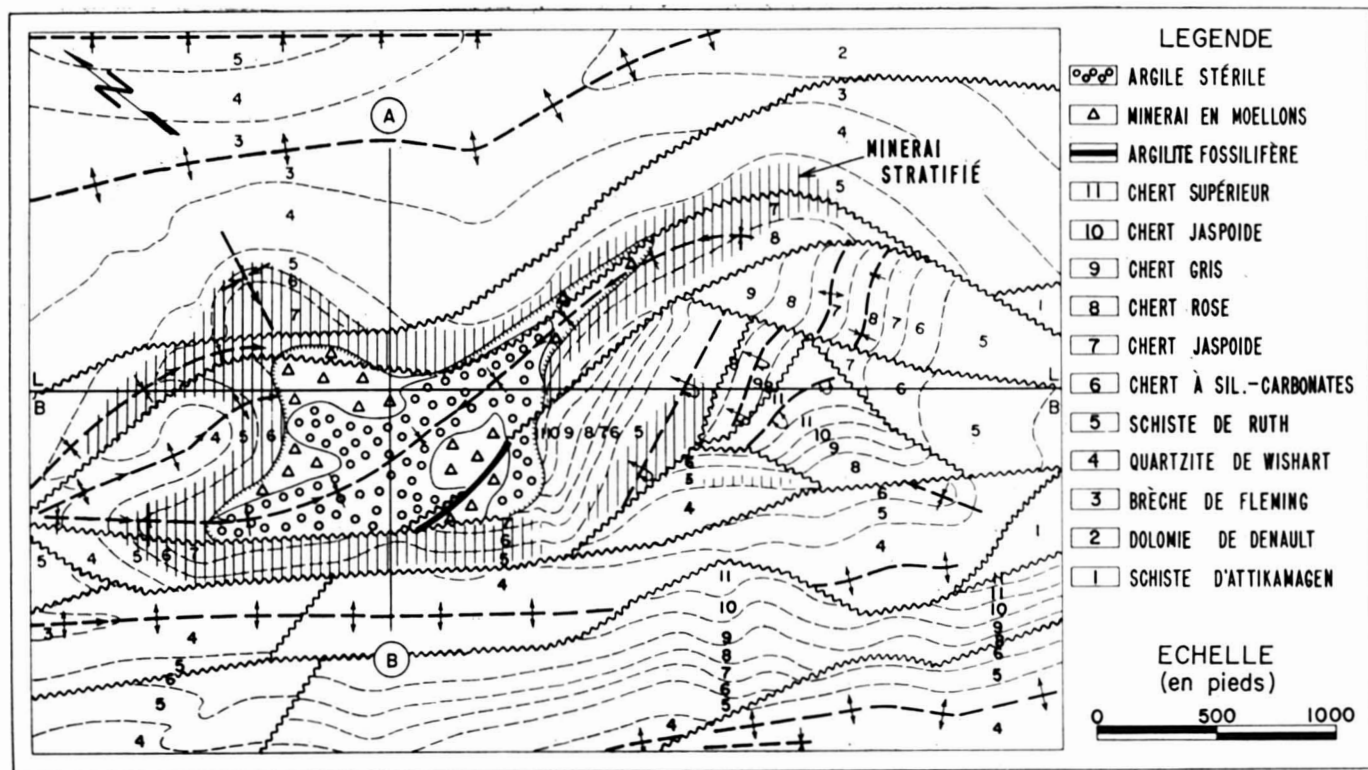 LEGENDE
ARGILE STÉRILE
MINERAI EN MOELLONS
ARGILITE FOSSILIFÈRE
11 CHERT SUPÉRIEUR
10 CHERT JASPOIDE
9 CHERT GRIS
8 CHERT ROSE
7 CHERT JASPOIDE
6 CHERT À SIL.-CARBONATES
5 SCHISTE DE RUTH
4 QUARTZITE DE WISHART
3 BRÈCHE DE FLEMING
2 DOLOMIE DE DENAULT
1 SCHISTE D'ATTIKAMAGEN
ECHELLE
(en pieds)
0 500 1000
MINERAI
STRATIFIÉ
N
A
B
L
B
L
B